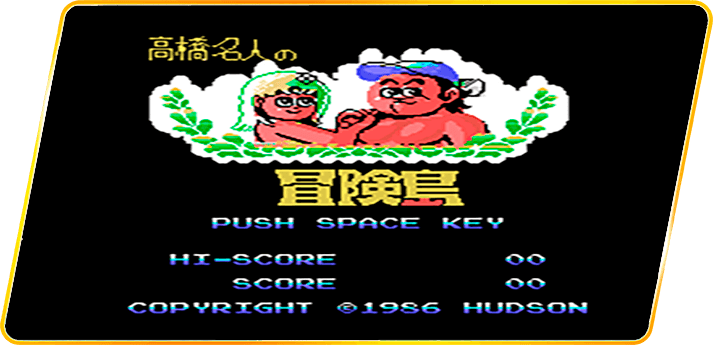 高橋名人の
冒険島
PUSH SPACE KEY
HI-SCORE 00
SCORE 00
COPYRIGHT ©1986 HUDSON